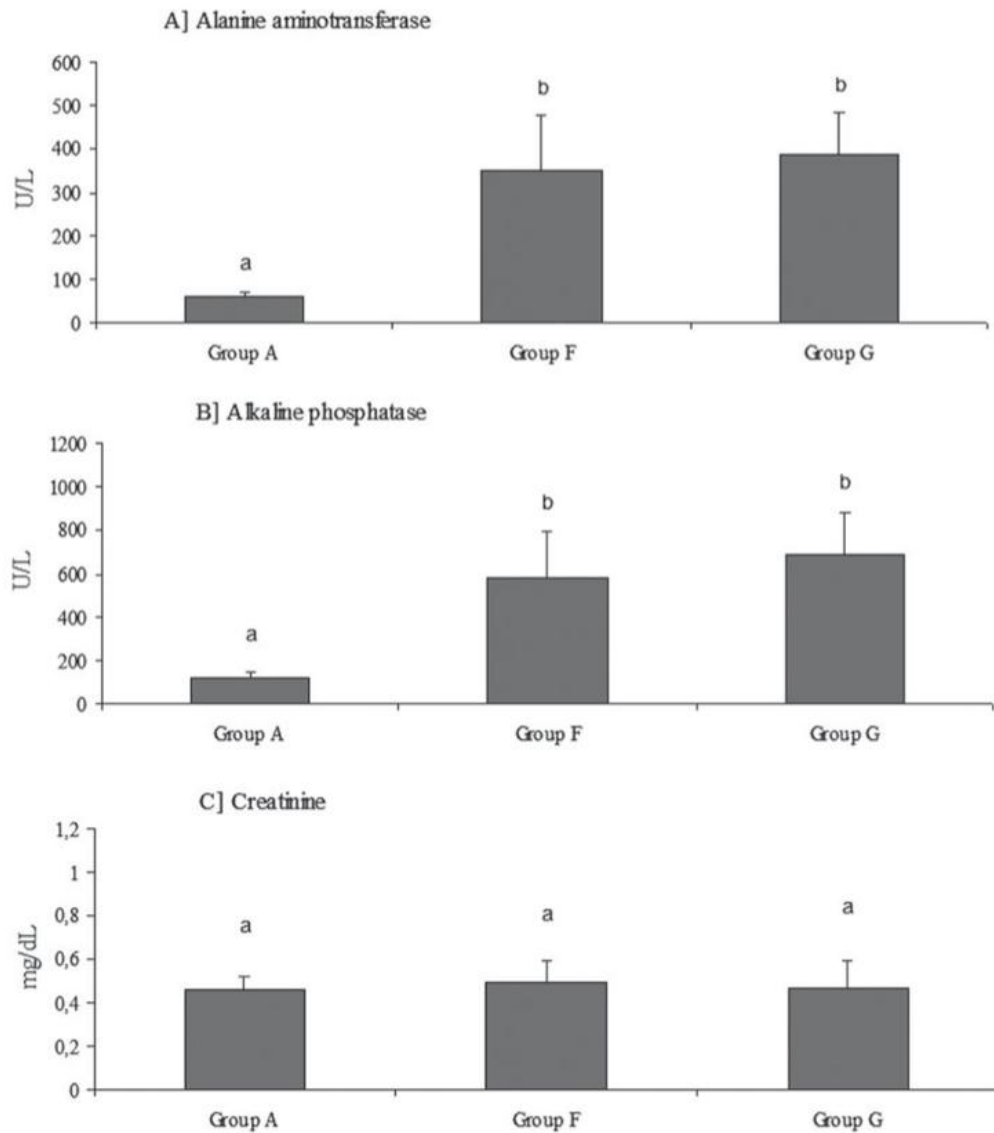 A] Alanine aminotransferase
600
500
400
300
200
100
0
U/L
a
b
b
Group A
Group F
Group G
B] Alkaline phosphatase
1200
1000
800
600
400
200
0
U/L
a
b
b
Group A
Group F
Group G
C] Creatinine
1,2
1
0,8
0,6
0,4
0,2
0
mg/dL
a
a
a
Group A
Group F
Group G